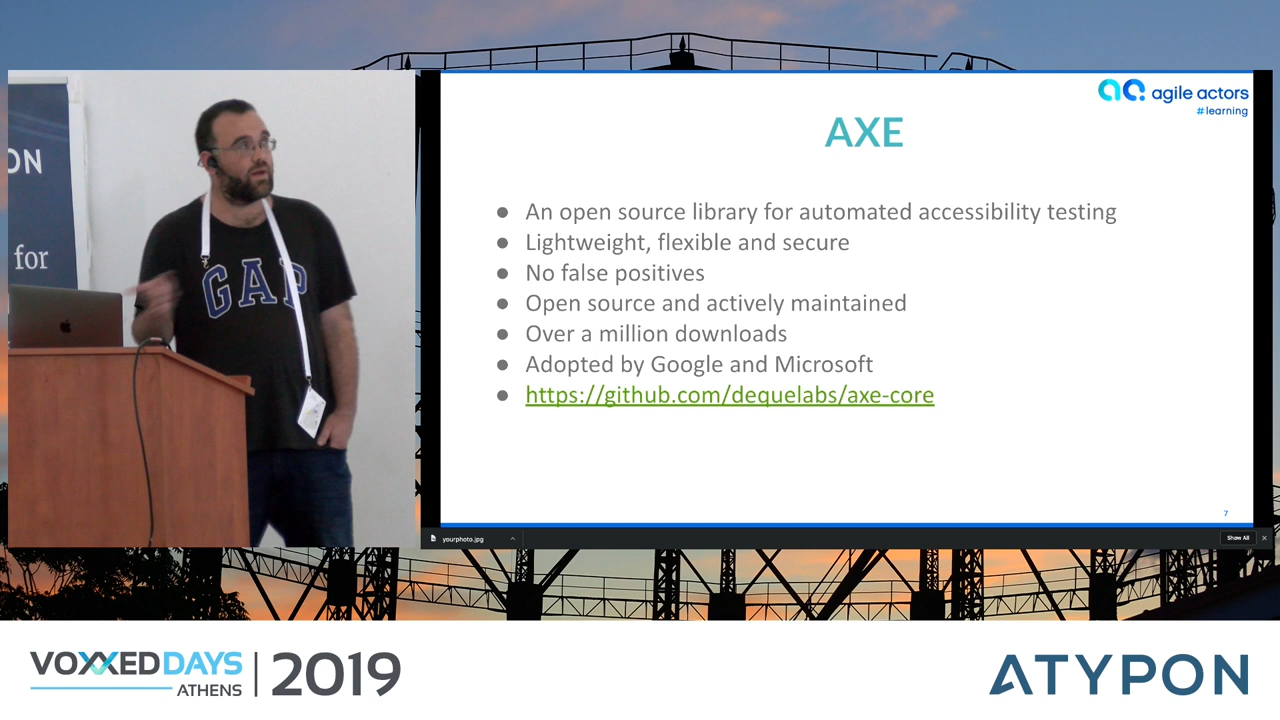 ON
for
GAP
agile actors
#learning
AXE
● An open source library for automated accessibility testing
● Lightweight, flexible and secure
● No false positives
● Open source and actively maintained
● Over a million downloads
● Adopted by Google and Microsoft
● https://github.com/dequelabs/axe-core
7
yourphoto.jpg
Show All
VOXXED DAYS
ATHENS
2019
ATYPON